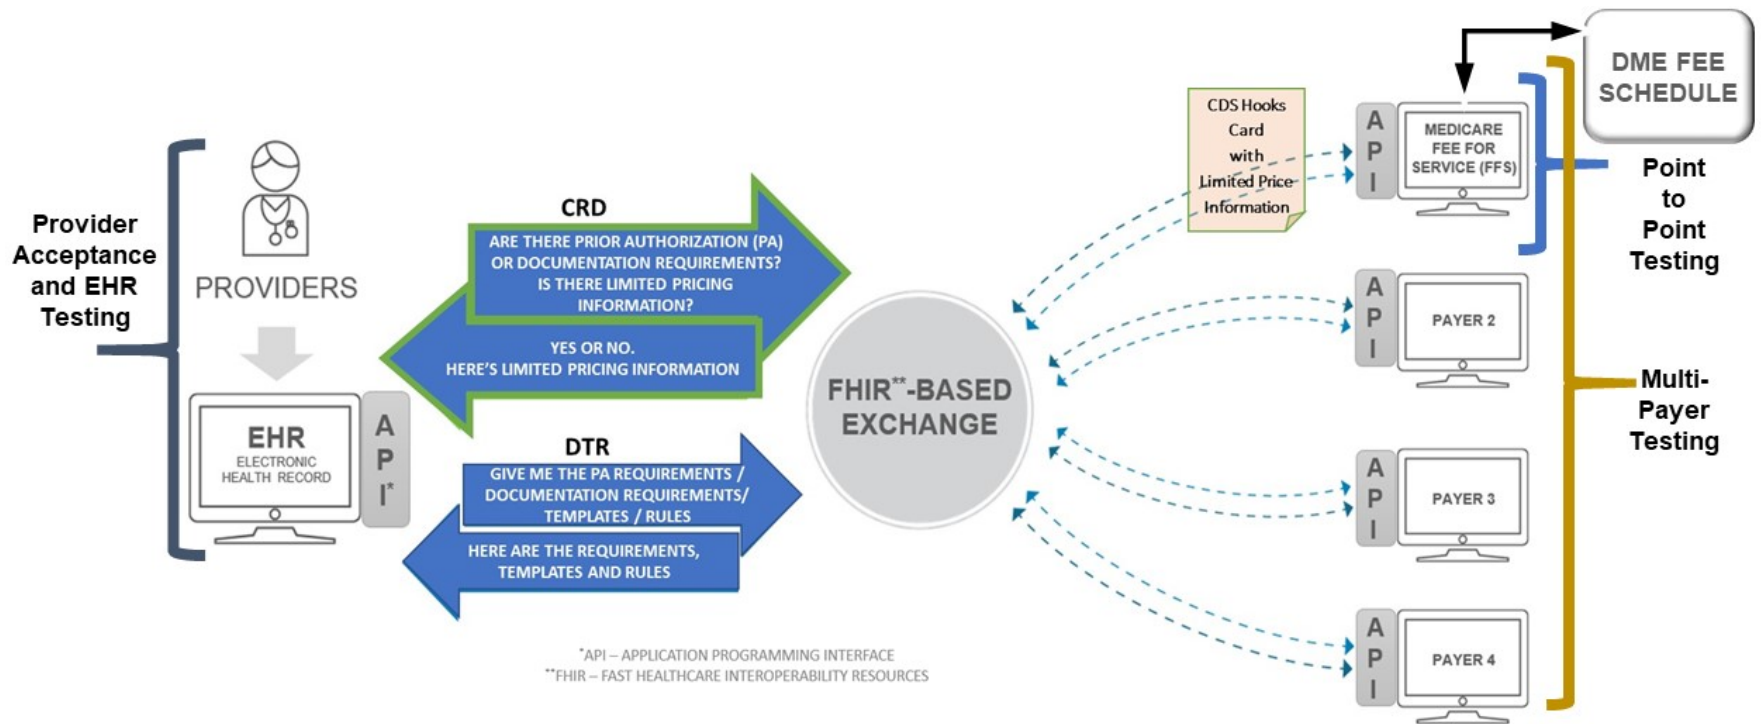 Provider
Acceptance
and EHR
Testing
PROVIDERS
EHR
ELECTRONIC
HEALTH RECORD
A
P
I*
CRD
ARE THERE PRIOR AUTHORIZATION (PA)
OR DOCUMENTATION REQUIREMENTS?
IS THERE LIMITED PRICING
INFORMATION?
YES OR NO.
HERE'S LIMITED PRICING INFORMATION
DTR
GIVE ME THE PA REQUIREMENTS /
DOCUMENTATION REQUIREMENTS/
TEMPLATES / RULES
HERE ARE THE REQUIREMENTS,
TEMPLATES AND RULES
FHIR**-BASED
EXCHANGE
CDS Hooks
Card
with
Limited Price
Information
A
P
I
MEDICARE
FEE FOR
SERVICE (FFS)
A
P
I
PAYER 2
A
P
I
PAYER 3
A
P
I
PAYER 4
DME FEE
SCHEDULE
Point
to
Point
Testing
Multi-
Payer
Testing
*API – APPLICATION PROGRAMMING INTERFACE
**FHIR – FAST HEALTHCARE INTEROPERABILITY RESOURCES